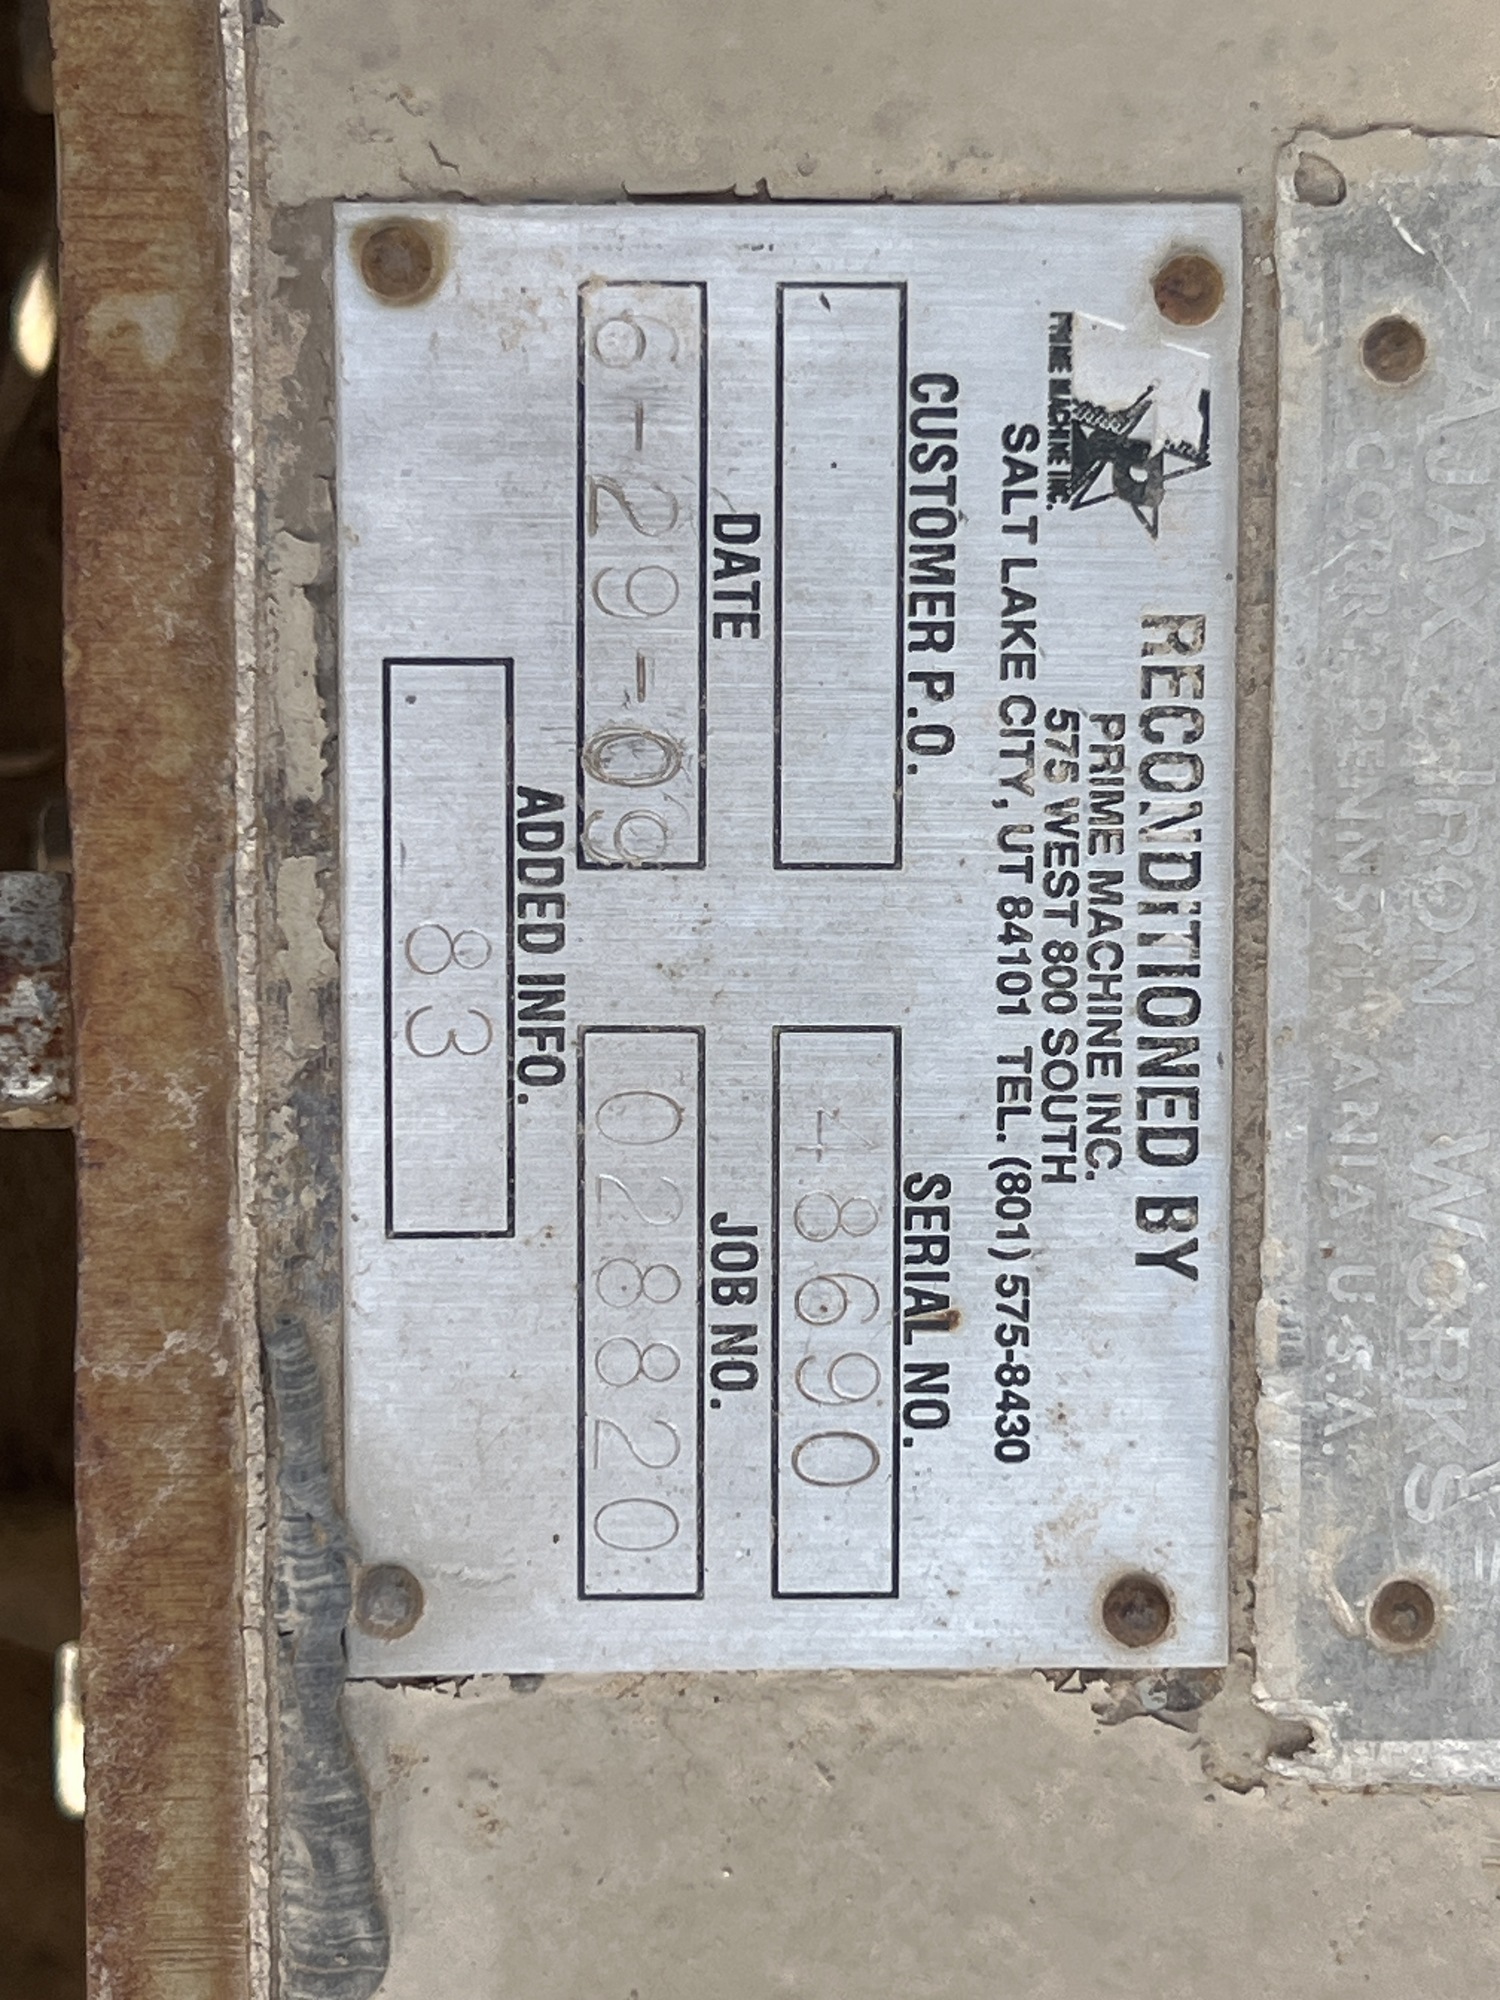 AJAX IRON WORKS
CORRY PENNSYLVANIA U.S.A.
RECONDITIONED BY
PRIME MACHINE INC.
PRIME MACHINE INC.
575 WEST 800 SOUTH
SALT LAKE CITY, UT 84101 TEL. (801) 575-8430
CUSTOMER P.O.
SERIAL NO.
48690
DATE
JOB NO.
6-29-09
028820
ADDED INFO.
83